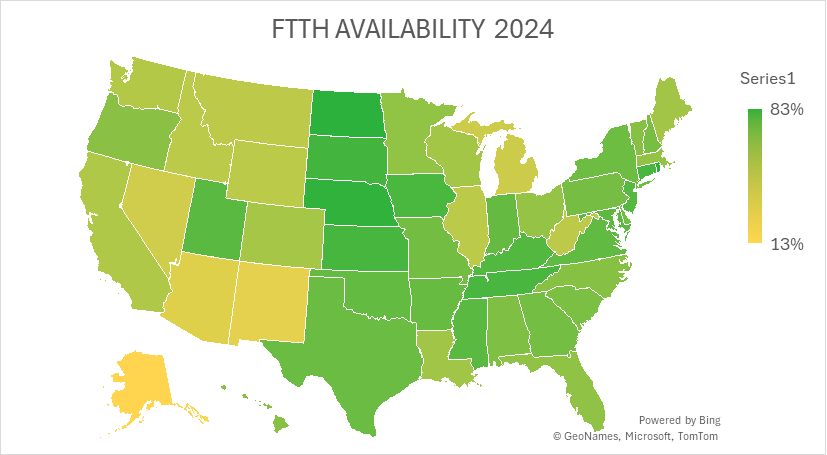 FTTH AVAILABILITY 2024
Series1
83%
13%
Powered by Bing
© GeoNames, Microsoft, TomTom